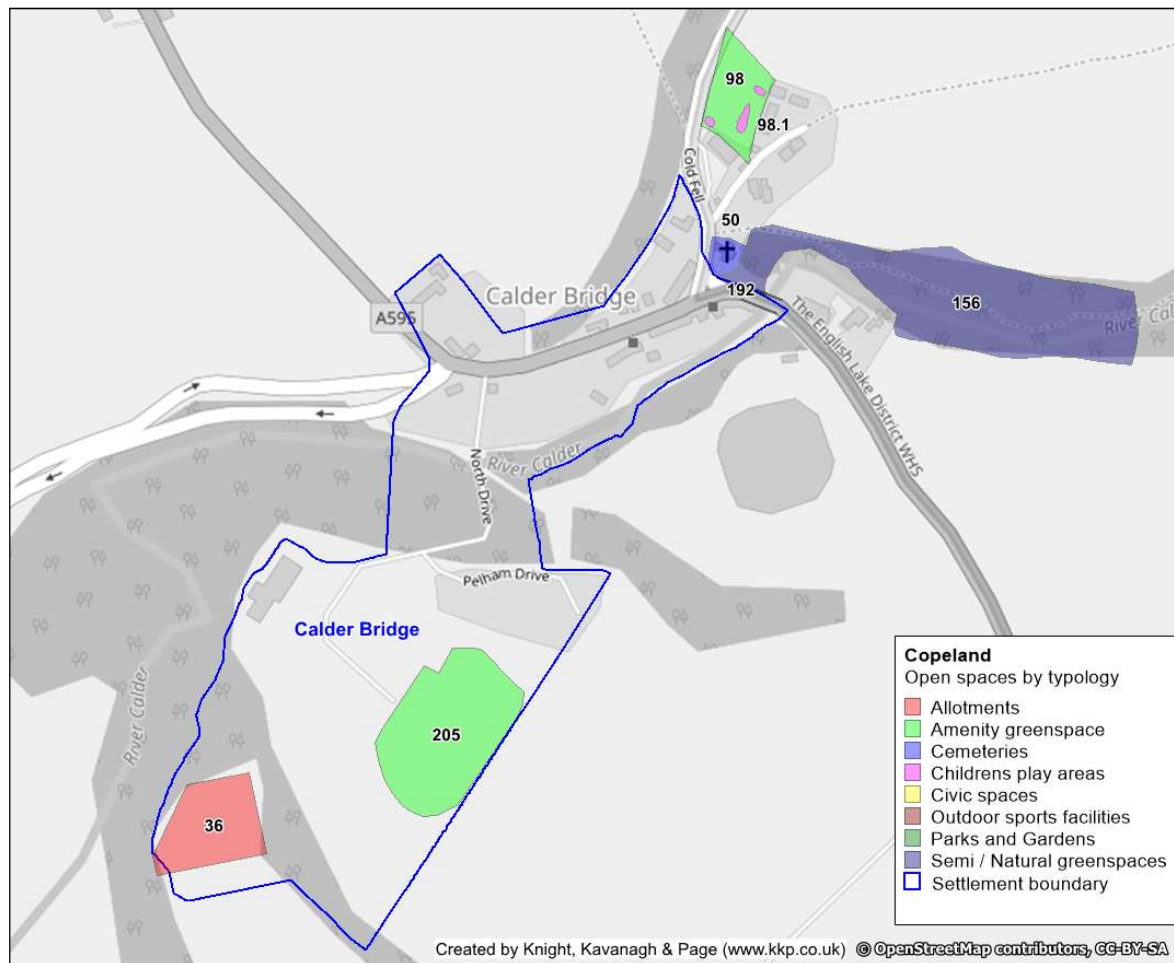 98
98.1
Cold Fell
50
192
156
River Cal
Calder Bridge
A595
The English Lake District WHS
River Calder
North Drive
Pelham Drive
Calder Bridge
205
River Calder
36
Copeland
Open spaces by typology
Allotments
Amenity greenspace
Cemeteries
Childrens play areas
Civic spaces
Outdoor sports facilities
Parks and Gardens
Semi / Natural greenspaces
Settlement boundary
Created by Knight, Kavanagh & Page (www.kkp.co.uk) © OpenStreetMap contributors, CC-BY-SA